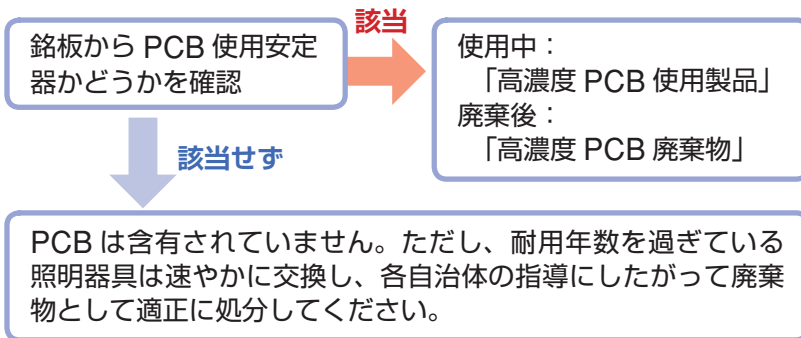 該当
銘板から PCB 使用安定
器かどうかを確認
使用中：
「高濃度 PCB 使用製品」
廃棄後：
「高濃度 PCB 廃棄物」
該当せず
PCB は含有されていません。ただし、耐用年数を過ぎている
照明器具は速やかに交換し、各自治体の指導にしたがって廃棄
物として適正に処分してください。